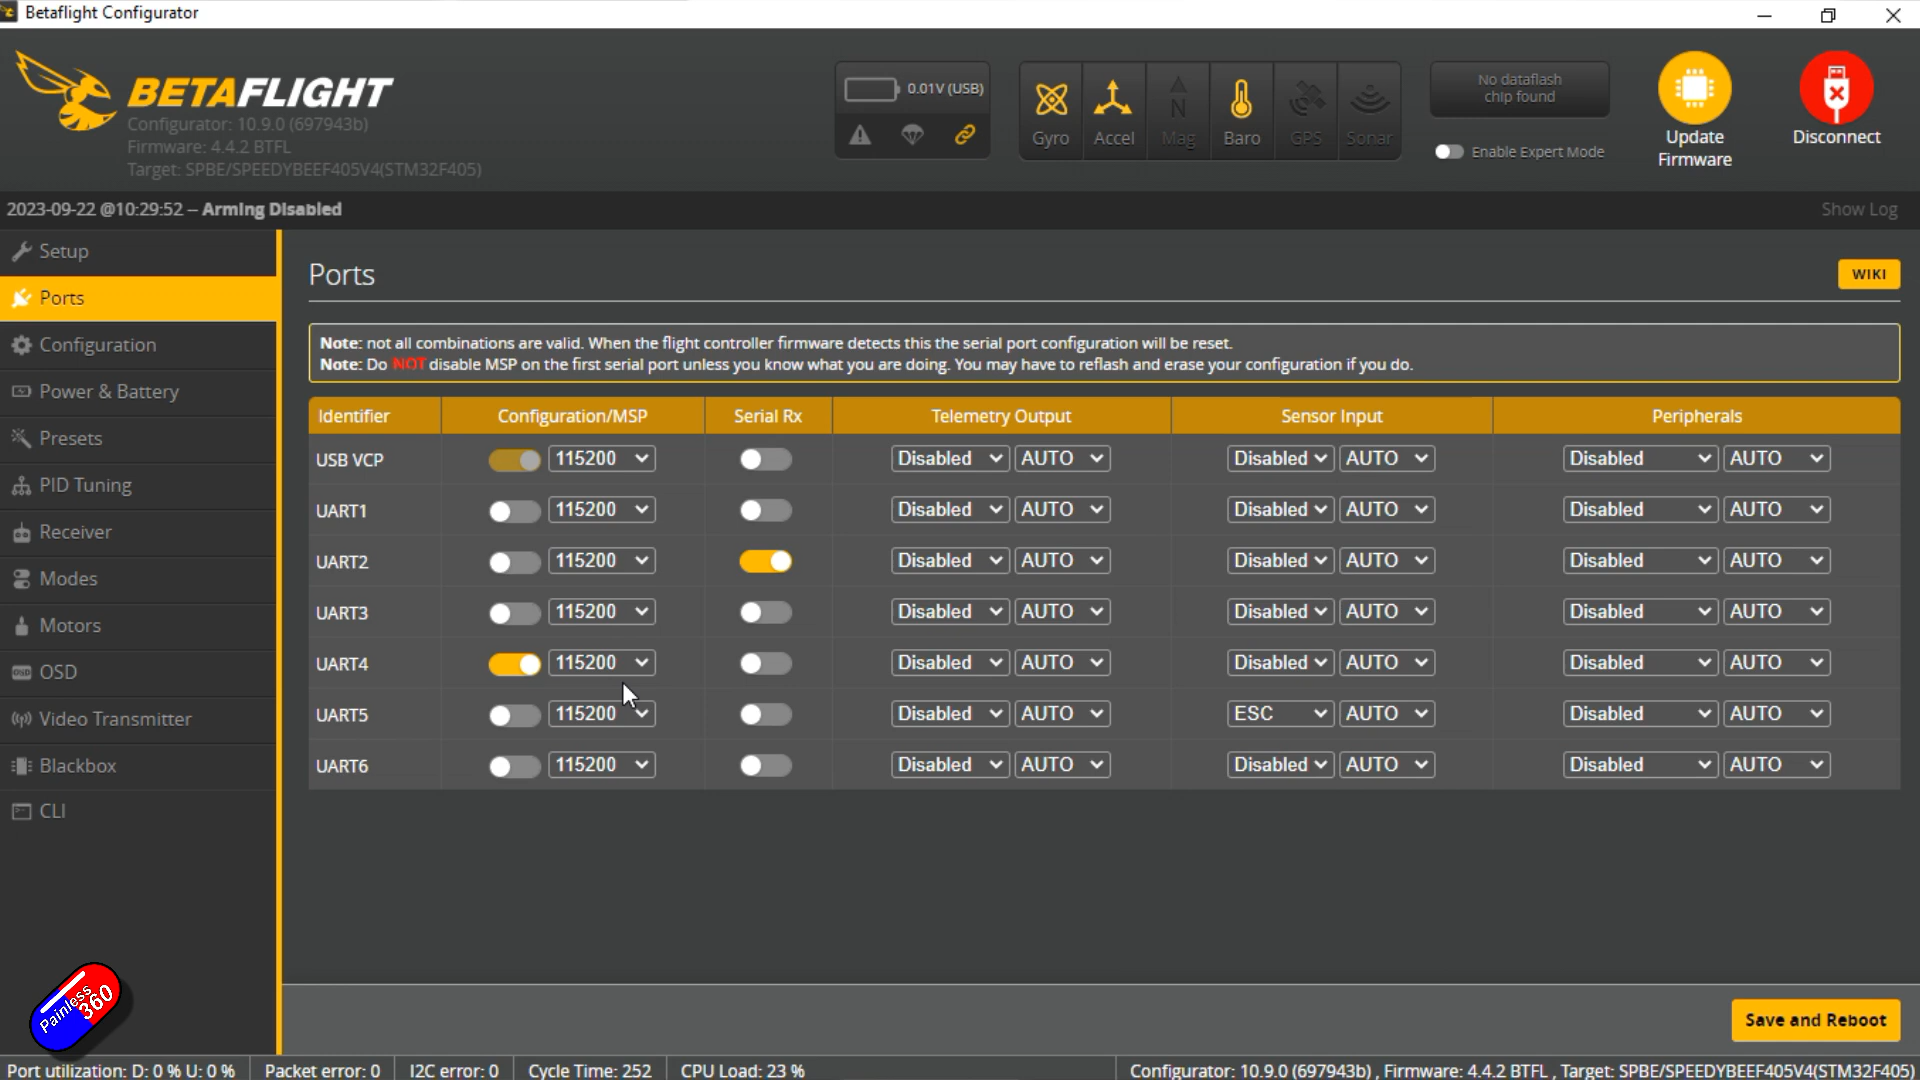 Betaflight Configurator
BETAFLIGHT
Configurator: 10.9.0 (697943b)
Firmware: 4.4.2 BTFL
Target: SPBE/SPEEDYBEEF405V4(STM32F405)
0.01V (USB)
Gyro Accel Mag Baro GPS Sonar
No dataflash
chip found
Enable Expert Mode
Update
Firmware
Disconnect
2023-09-22 @10:29:52 -- Arming Disabled
Show Log
Setup
Ports
Configuration
Power & Battery
Presets
PID Tuning
Receiver
Modes
Motors
OSD
Video Transmitter
Blackbox
CLI
Ports
WIKI
Note: not all combinations are valid. When the flight controller firmware detects this the serial port configuration will be reset.
Note: Do NOT disable MSP on the first serial port unless you know what you are doing. You may have to reflash and erase your configuration if you do.
Identifier Configuration/MSP Serial Rx Telemetry Output Sensor Input Peripherals
USB VCP 115200 Disabled AUTO Disabled AUTO Disabled AUTO
UART1 115200 Disabled AUTO Disabled AUTO Disabled AUTO
UART2 115200 Disabled AUTO Disabled AUTO Disabled AUTO
UART3 115200 Disabled AUTO Disabled AUTO Disabled AUTO
UART4 115200 Disabled AUTO Disabled AUTO Disabled AUTO
UART5 115200 Disabled AUTO ESC AUTO Disabled AUTO
UART6 115200 Disabled AUTO Disabled AUTO Disabled AUTO
Painless
360
Save and Reboot
Port utilization: D: 0 % U: 0 % Packet error: 0 I2C error: 0 Cycle Time: 252 CPU Load: 23 % Configurator: 10.9.0 (697943b) , Firmware: 4.4.2 BTFL , Target: SPBE/SPEEDYBEEF405V4(STM32F405)